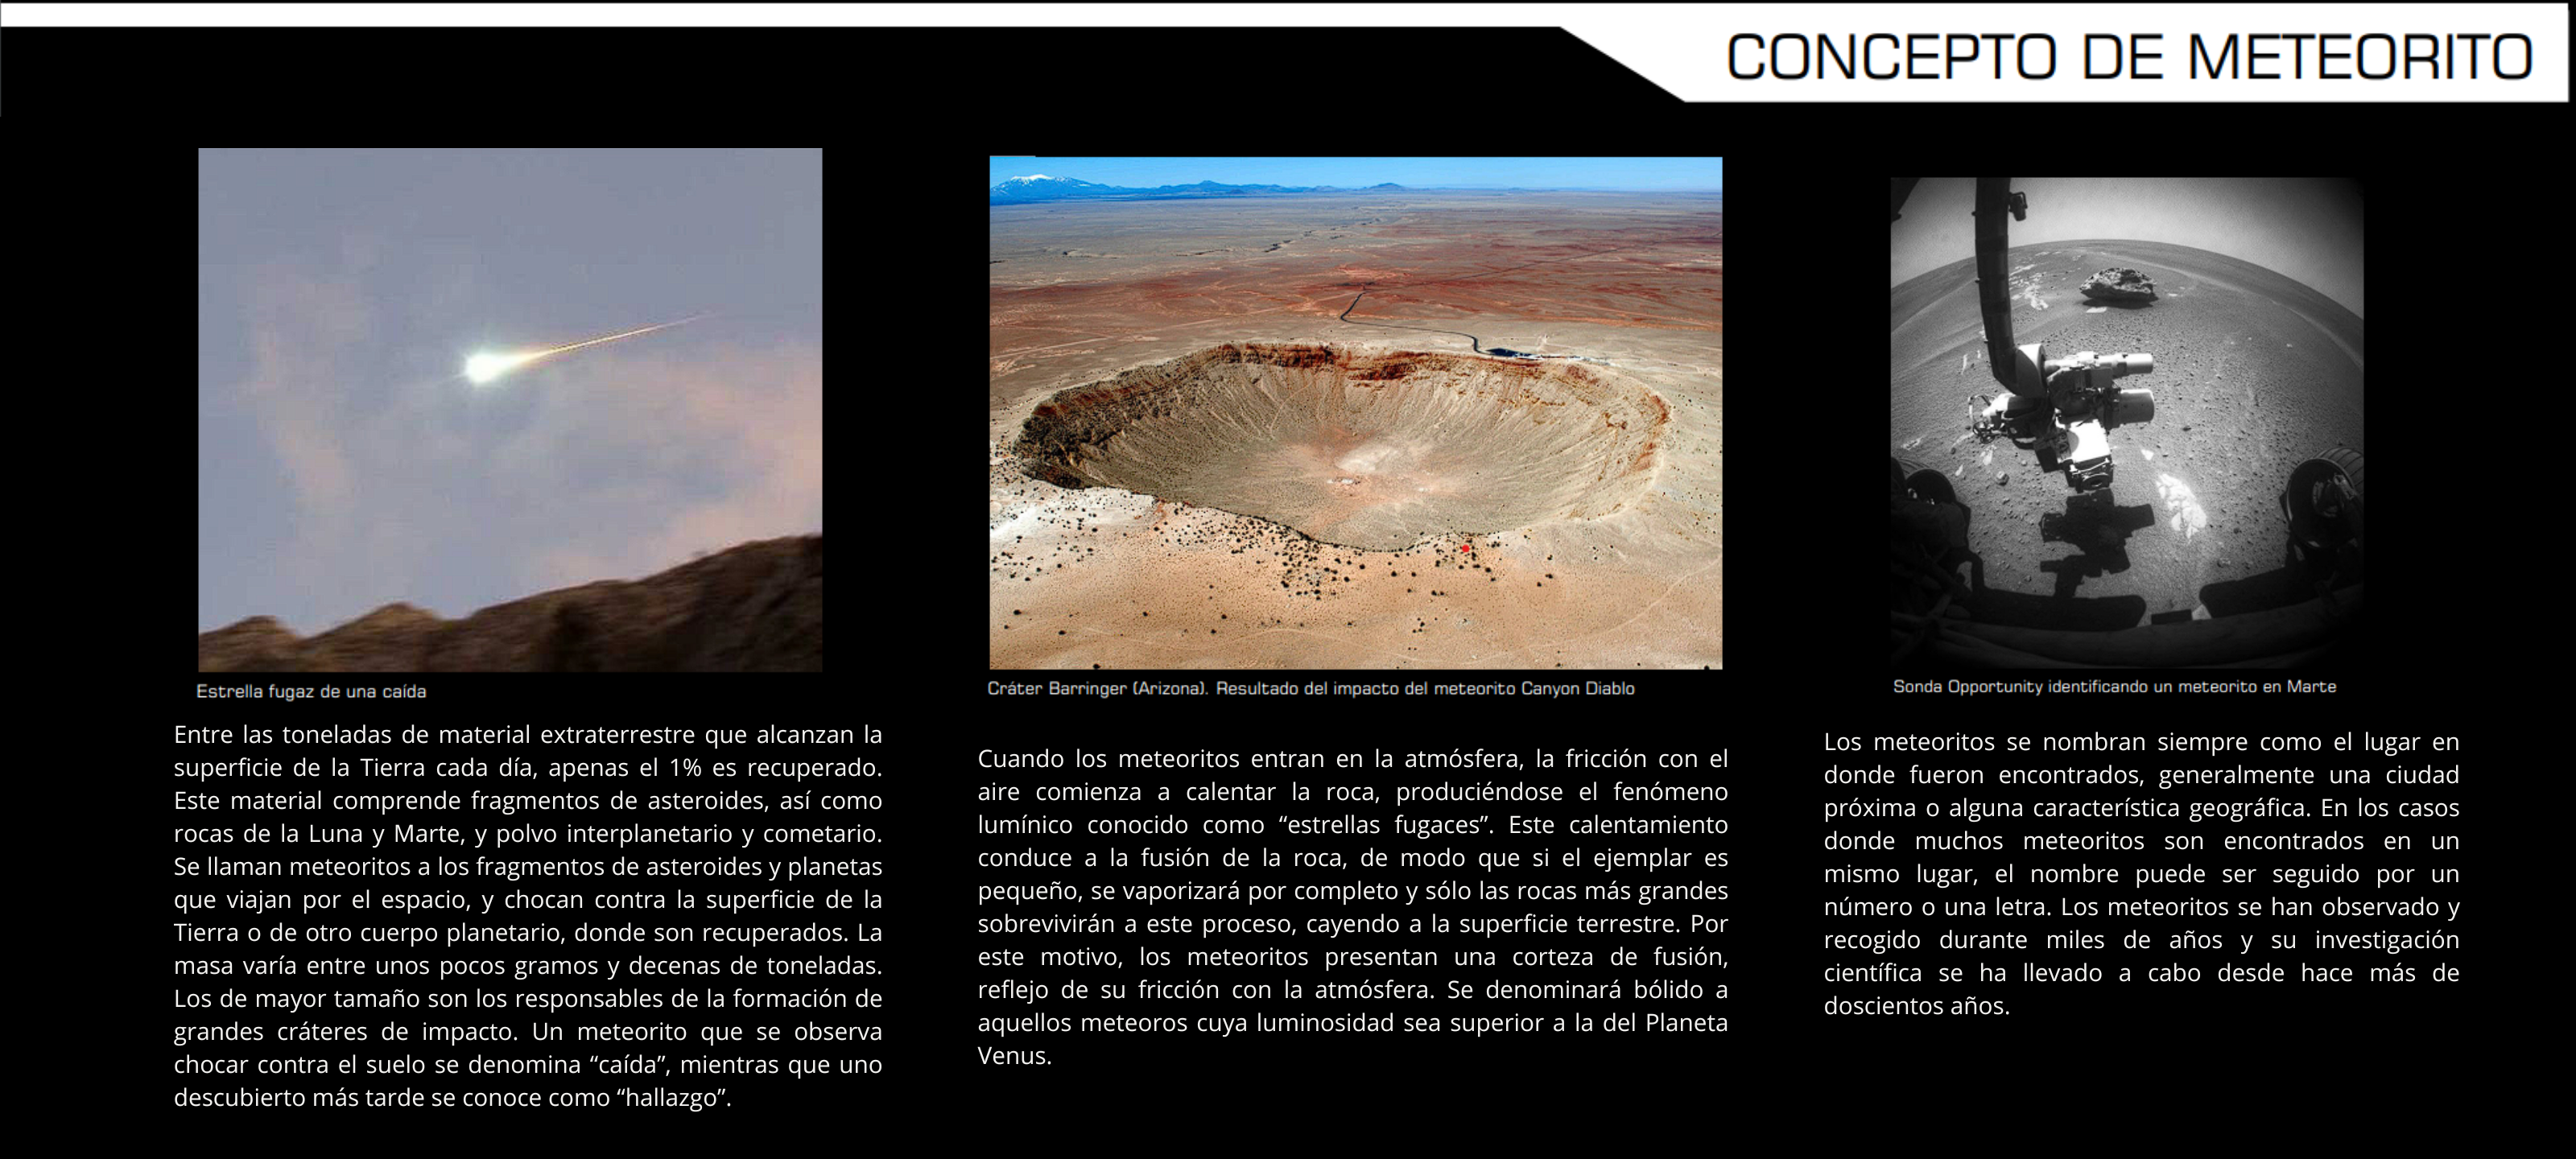 CONCEPTO DE METEORITO
Estrella fugaz de una caída
Entre las toneladas de material extraterrestre que alcanzan la
superficie de la Tierra cada día, apenas el 1% es recuperado.
Este material comprende fragmentos de asteroides, así como
rocas de la Luna y Marte, y polvo interplanetario y cometario.
Se llaman meteoritos a los fragmentos de asteroides y planetas
que viajan por el espacio, y chocan contra la superficie de la
Tierra o de otro cuerpo planetario, donde son recuperados. La
masa varía entre unos pocos gramos y decenas de toneladas.
Los de mayor tamaño son los responsables de la formación de
grandes cráteres de impacto. Un meteorito que se observa
chocar contra el suelo se denomina “caída”, mientras que uno
descubierto más tarde se conoce como “hallazgo”.
Cráter Barringer (Arizona). Resultado del impacto del meteorito Canyon Diablo
Cuando los meteoritos entran en la atmósfera, la fricción con el
aire comienza a calentar la roca, produciéndose el fenómeno
lumínico conocido como “estrellas fugaces”. Este calentamiento
conduce a la fusión de la roca, de modo que si el ejemplar es
pequeño, se vaporizará por completo y sólo las rocas más grandes
sobrevivirán a este proceso, cayendo a la superficie terrestre. Por
este motivo, los meteoritos presentan una corteza de fusión,
reflejo de su fricción con la atmósfera. Se denominará bólido a
aquellos meteoros cuya luminosidad sea superior a la del Planeta
Venus.
Sonda Opportunity identificando un meteorito en Marte
Los meteoritos se nombran siempre como el lugar en
donde fueron encontrados, generalmente una ciudad
próxima o alguna característica geográfica. En los casos
donde muchos meteoritos son encontrados en un
mismo lugar, el nombre puede ser seguido por un
número o una letra. Los meteoritos se han observado y
recogido durante miles de años y su investigación
científica se ha llevado a cabo desde hace más de
doscientos años.